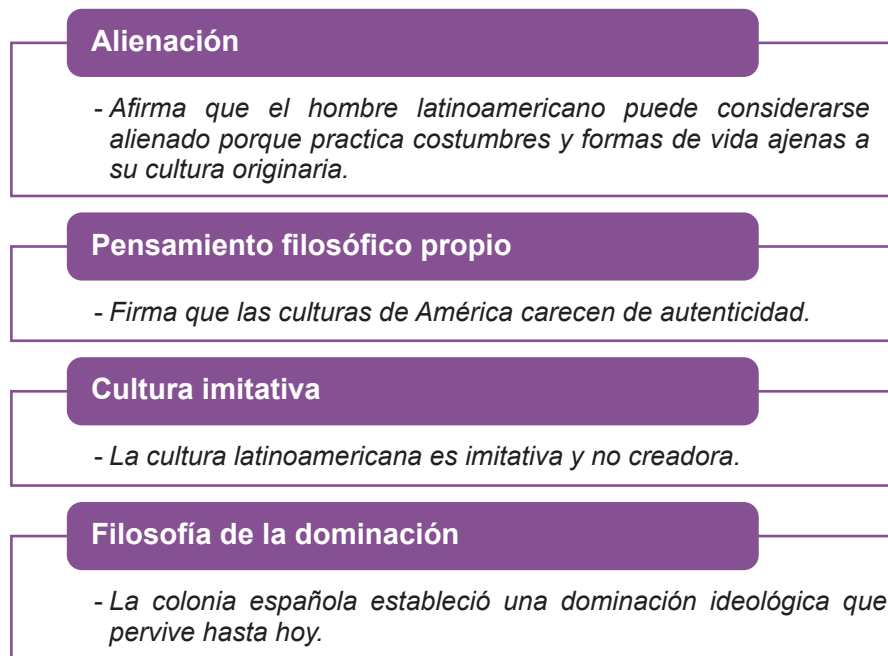 Alienación
- Afirma que el hombre latinoamericano puede considerarse
alienado porque practica costumbres y formas de vida ajenas a
su cultura originaria.
Pensamiento filosófico propio
- Firma que las culturas de América carecen de autenticidad.
Cultura imitativa
- La cultura latinoamericana es imitativa y no creadora.
Filosofía de la dominación
- La colonia española estableció una dominación ideológica que
pervive hasta hoy.